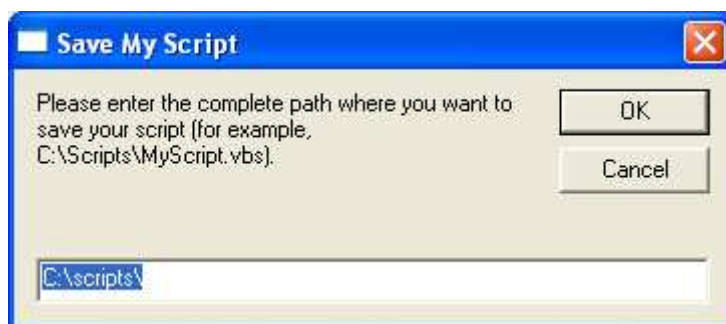 Save My Script
Please enter the complete path where you want to
save your script (for example,
C:\Scripts\MyScript.vbs).
OK
Cancel
C:\scripts\